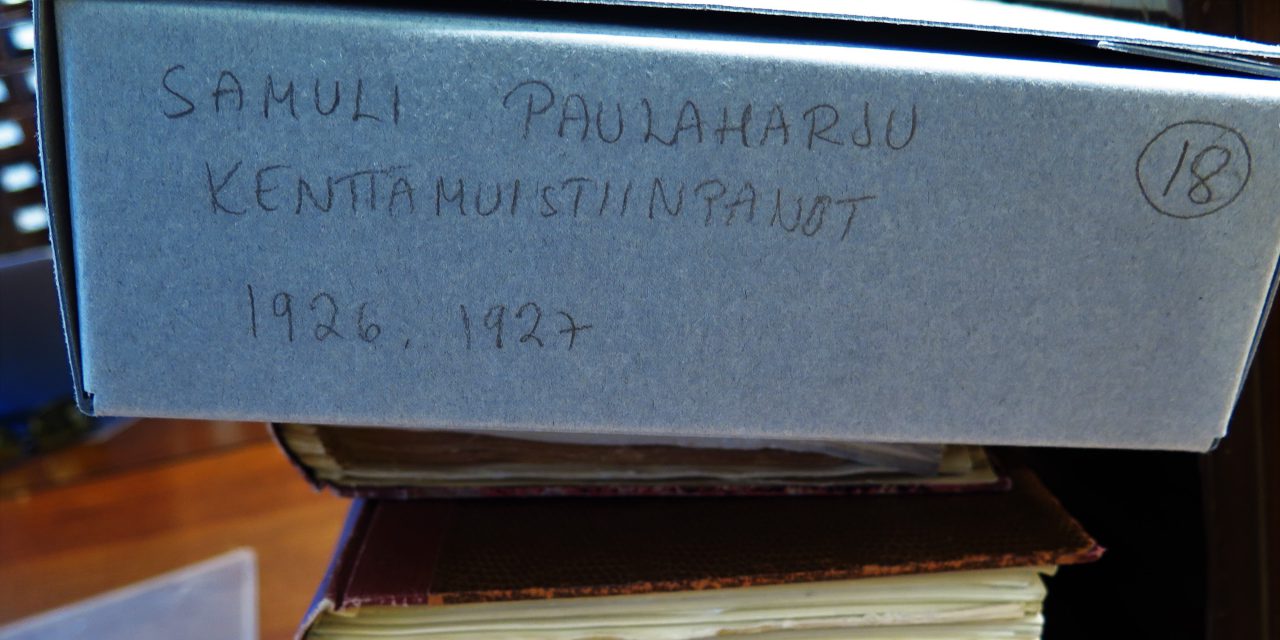 SAMULI PAULAHARJU
18
KENTTÄMUISTIINPANOT
1926, 1927